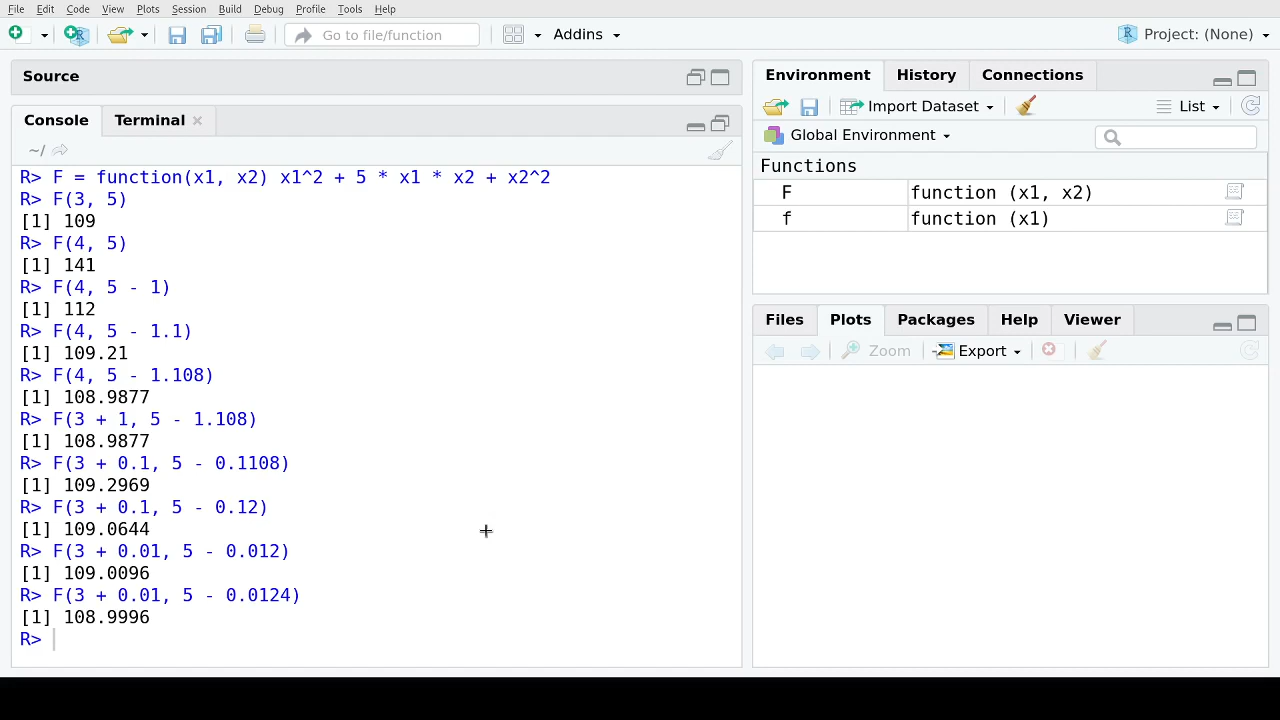 File Edit Code View Plots Session Build Debug Profile Tools Help
Go to file/function Addins Project: (None)
Source
Console Terminal
~/
R> F = function(x1, x2) x1^2 + 5 * x1 * x2 + x2^2
R> F(3, 5)
[1] 109
R> F(4, 5)
[1] 141
R> F(4, 5 - 1)
[1] 112
R> F(4, 5 - 1.1)
[1] 109.21
R> F(4, 5 - 1.108)
[1] 108.9877
R> F(3 + 1, 5 - 1.108)
[1] 108.9877
R> F(3 + 0.1, 5 - 0.1108)
[1] 109.2969
R> F(3 + 0.1, 5 - 0.12)
[1] 109.0644
R> F(3 + 0.01, 5 - 0.012)
[1] 109.0096
R> F(3 + 0.01, 5 - 0.0124)
[1] 108.9996
R>
Environment History Connections
Import Dataset List
Global Environment
Functions
F function (x1, x2)
f function (x1)
Files Plots Packages Help Viewer
Zoom Export